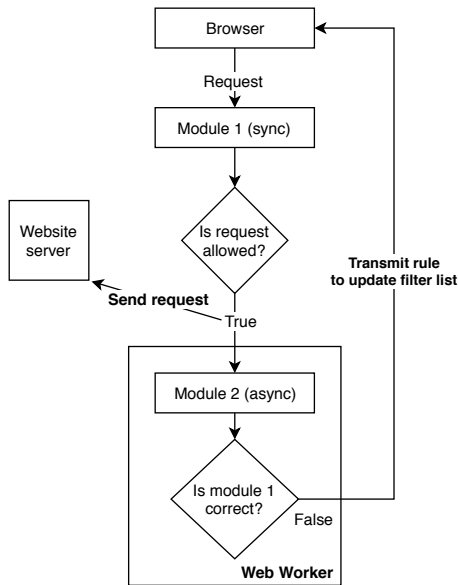 Browser
Request
Module 1 (sync)
Is request
allowed?
Website
server
Transmit rule
to update filter list
Send request
True
Module 2 (async)
Is module 1
correct?
False
Web Worker